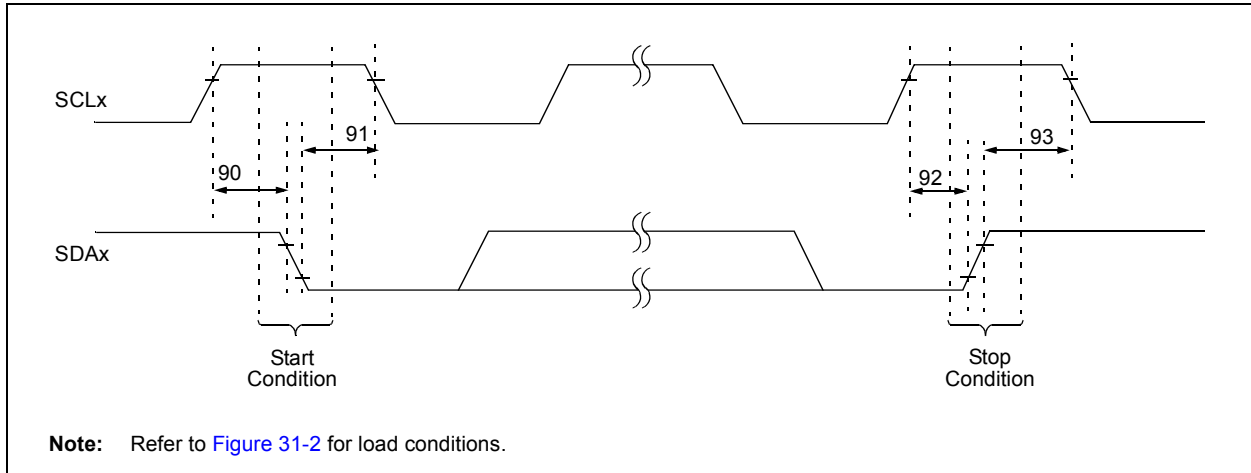 SCLx
91
93
90
92
SDAx
Start
Condition
Stop
Condition
Note: Refer to Figure 31-2 for load conditions.